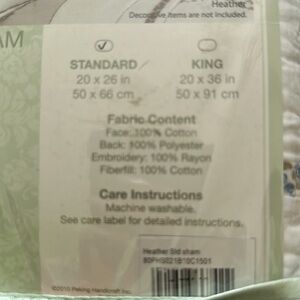 Heather
Decorative items are not included.
AM
STANDARD KING
20 x 26 in 20 x 36 in
50 x 66 cm 50 x 91 cm
Fabric Content
Face: 100% Cotton
Back: 100% Polyester
Embroidery: 100% Rayon
Fiberfill: 100% Cotton
Care Instructions
Machine washable.
See care label for detailed instructions.
Heather Std sham
©2010 Peking Handicraft Inc.